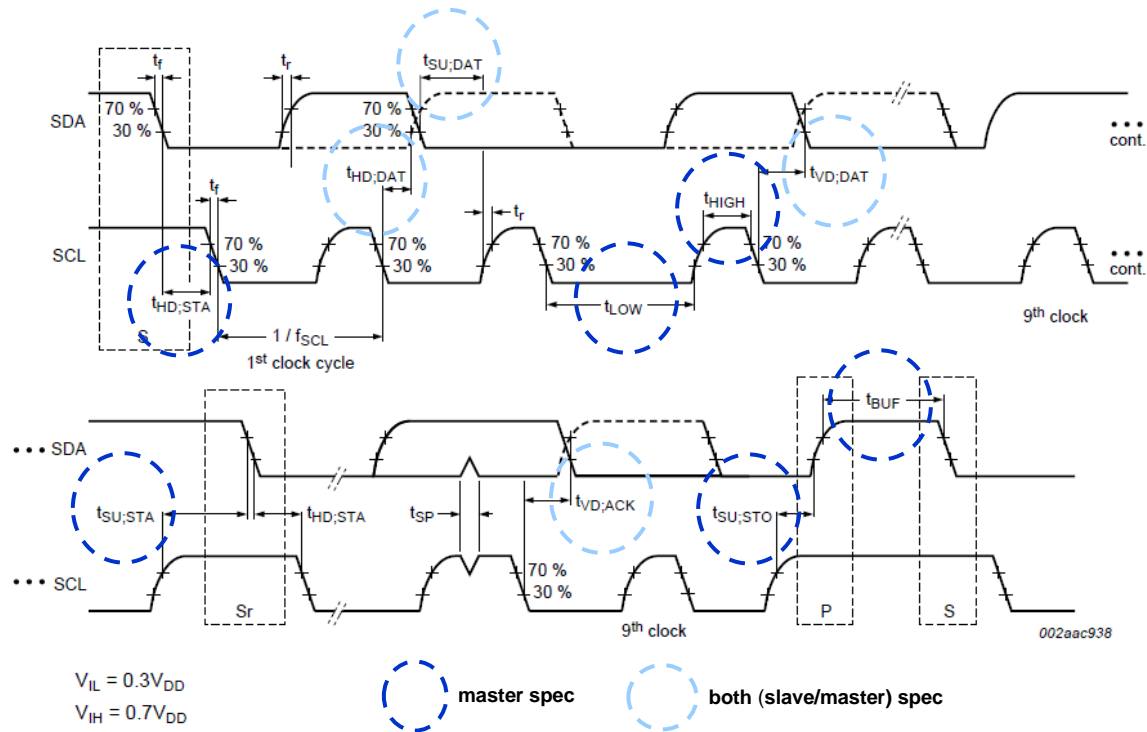 tf tr tSU;DAT
SDA 70 % 30 % 70 % 30 % cont.
tHD;DAT tVD;DAT
tf tr tHIGH
SCL 70 % 30 % 70 % 30 % 70 % 30 % 70 % 30 % cont.
tHD;STA tLOW
S 1 / fSCL 9th clock
1st clock cycle
tBUF
SDA
tSU;STA tHD;STA tSP tVD;ACK tSU;STO
SCL 70 % 30 %
Sr 9th clock P S
002aac938
VIL = 0.3VDD
VIH = 0.7VDD
master spec
both (slave/master) spec